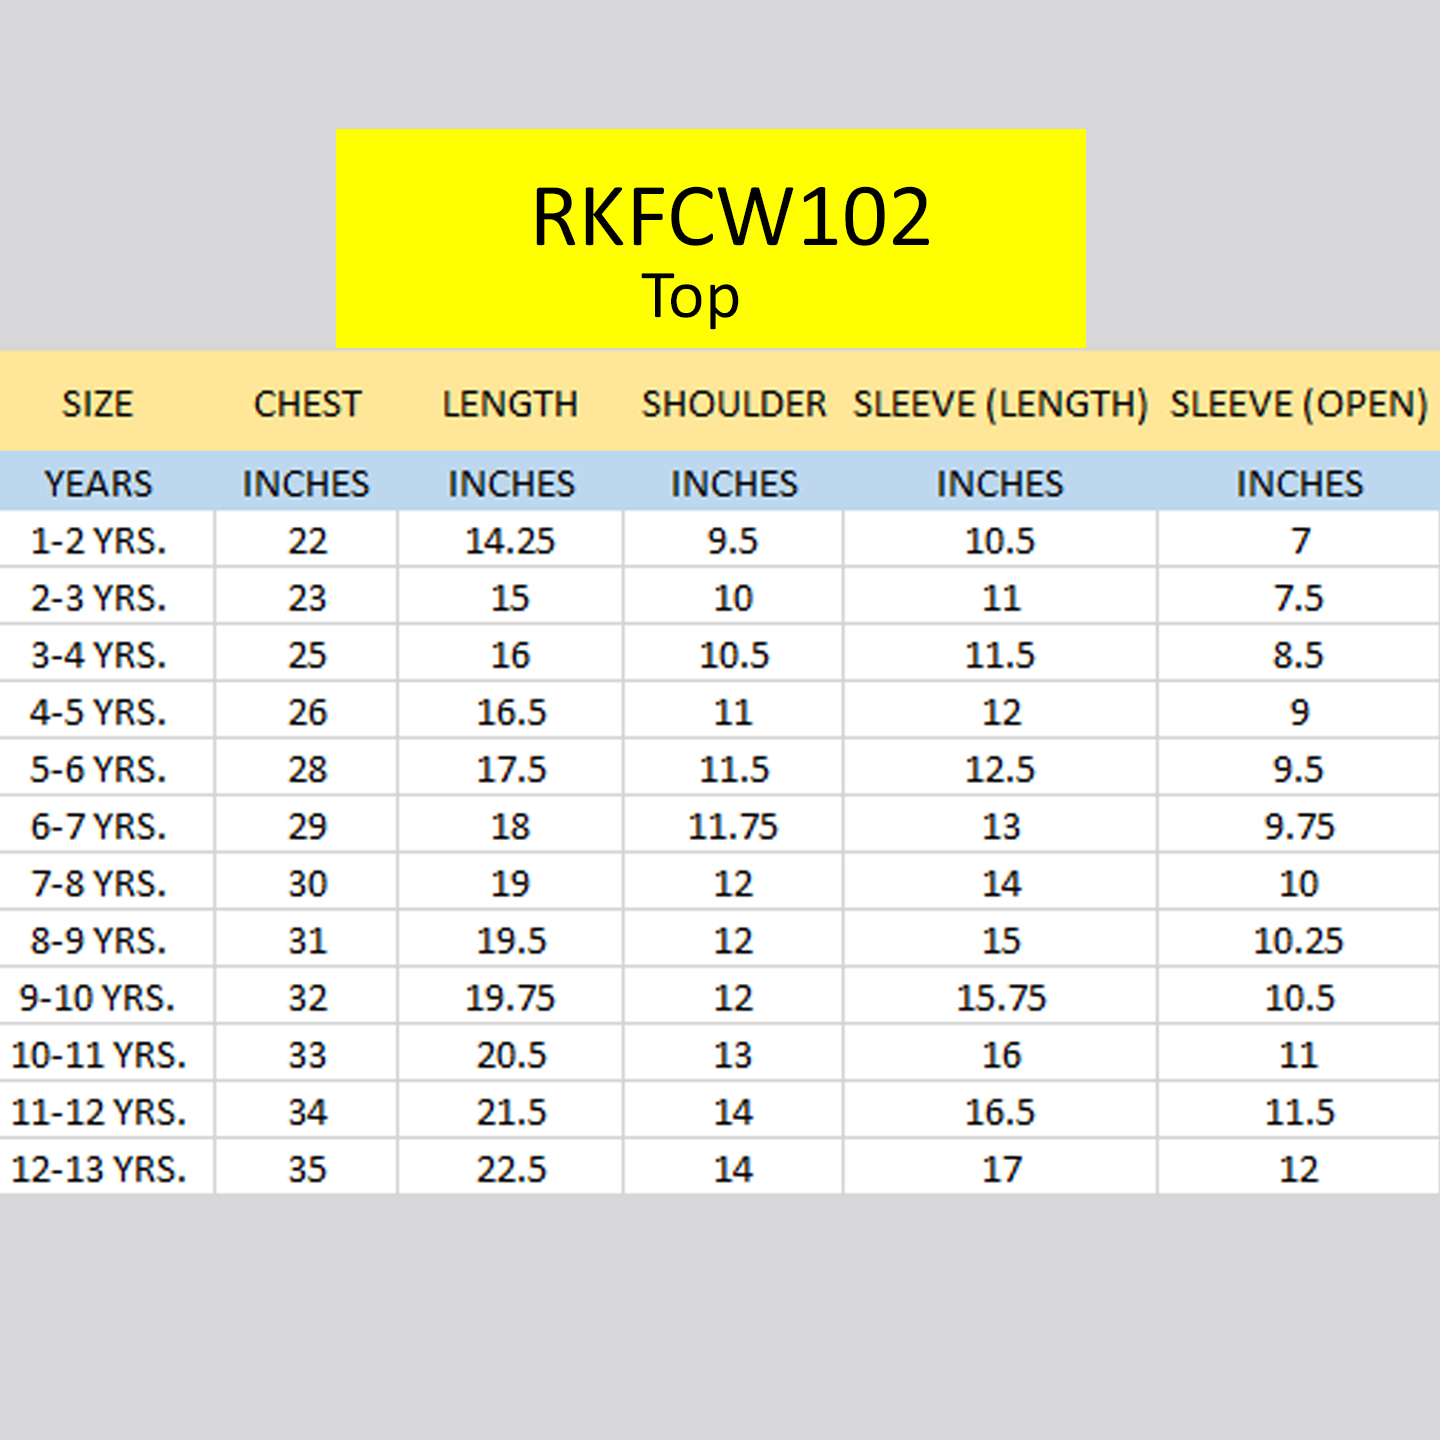 RKFCW102
Top
SIZE CHEST LENGTH SHOULDER SLEEVE (LENGTH) SLEEVE (OPEN)
YEARS INCHES INCHES INCHES INCHES INCHES
1-2 YRS. 22 14.25 9.5 10.5 7
2-3 YRS. 23 15 10 11 7.5
3-4 YRS. 25 16 10.5 11.5 8.5
4-5 YRS. 26 16.5 11 12 9
5-6 YRS. 28 17.5 11.5 12.5 9.5
6-7 YRS. 29 18 11.75 13 9.75
7-8 YRS. 30 19 12 14 10
8-9 YRS. 31 19.5 12 15 10.25
9-10 YRS. 32 19.75 12 15.75 10.5
10-11 YRS. 33 20.5 13 16 11
11-12 YRS. 34 21.5 14 16.5 11.5
12-13 YRS. 35 22.5 14 17 12